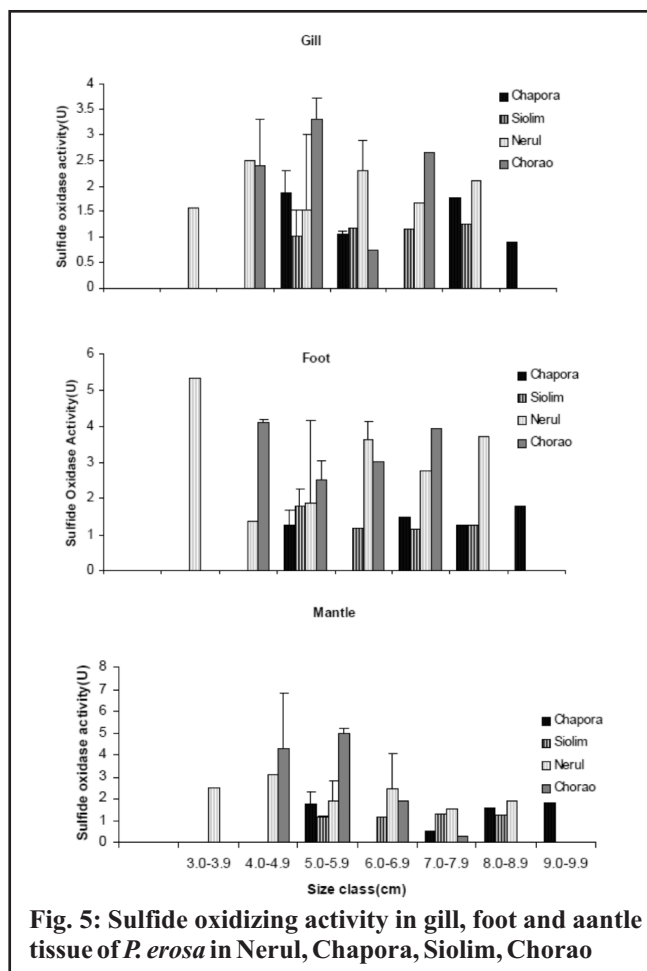 Gill
Sulfide oxidase activity(U)
4
3.5
3
2.5
2
1.5
1
0.5
0
Chapora
Siolim
Nerul
Chorao
Foot
Sulfide Oxidase Activity(U)
6
5
4
3
2
1
0
Chapora
Siolim
Nerul
Chorao
Mantle
Sulfide oxidase activity(U)
8
7
6
5
4
3
2
1
0
Chapora
Siolim
Nerul
Chorao
3.0-3.9 4.0-4.9 5.0-5.9 6.0-6.9 7.0-7.9 8.0-8.9 9.0-9.9
Size class(cm)
Fig. 5: Sulfide oxidizing activity in gill, foot and aantle
tissue of P. erosa in Nerul, Chapora, Siolim, Chorao